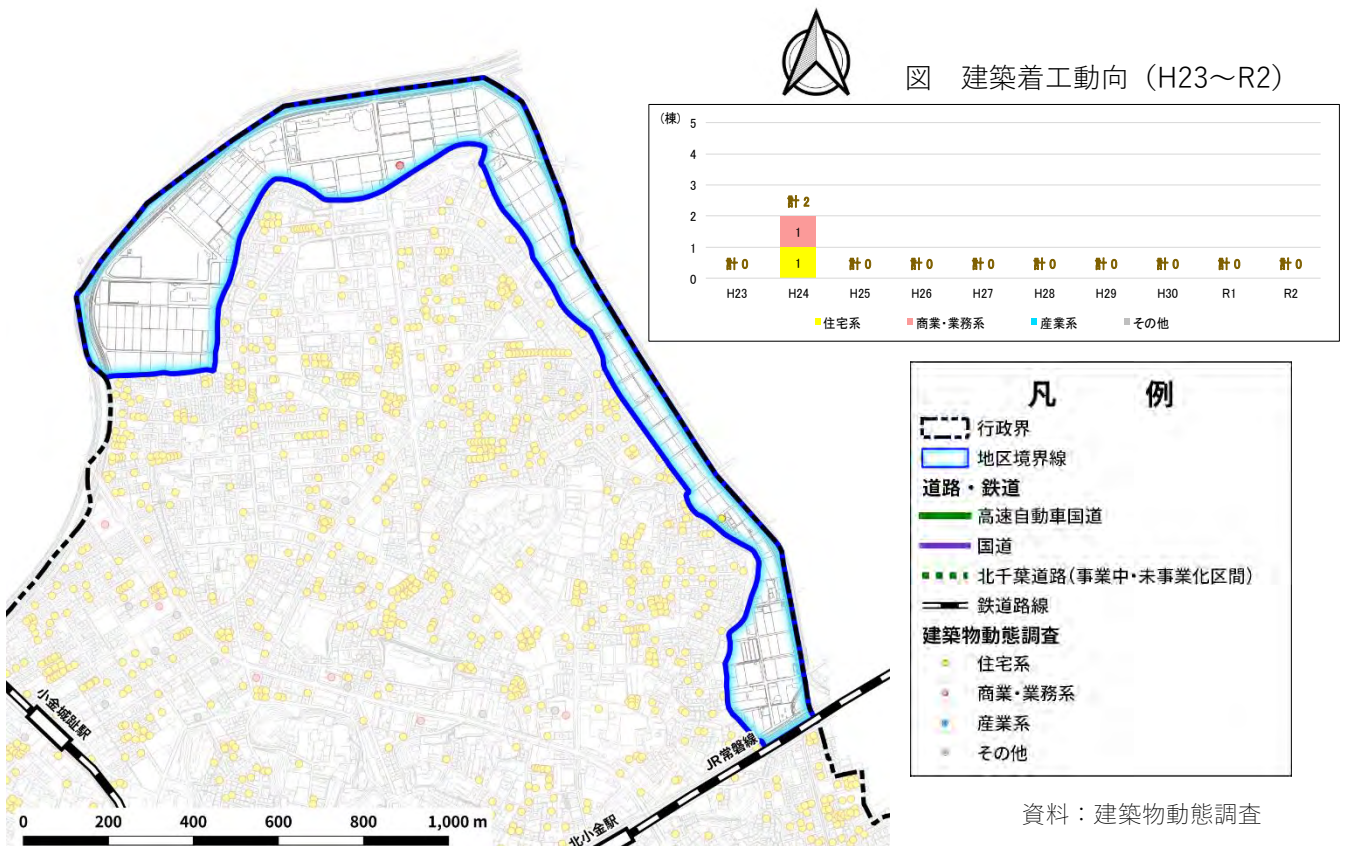 図 建築着工動向（H23～R2）
(棟)
5
4
3
2
1
0
計 0
計 2
1
1
計 0
計 0
計 0
計 0
計 0
計 0
計 0
計 0
H23 H24 H25 H26 H27 H28 H29 H30 R1 R2
住宅系 商業・業務系 産業系 その他
凡 例
行政界
地区境界線
道路・鉄道
高速自動車国道
国道
北千葉道路(事業中・未事業化区間)
鉄道路線
建築物動態調査
住宅系
商業・業務系
産業系
その他
資料：建築物動態調査
小金城趾駅
JR常磐線
北小金駅
0 200 400 600 800 1,000 m